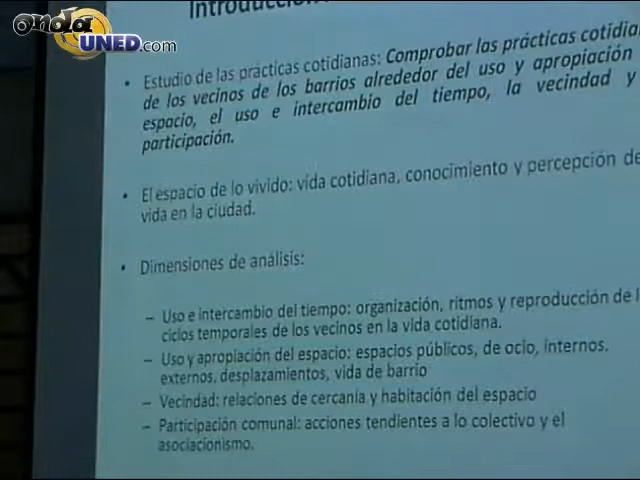 onda
UNED.com
Introducción
• Estudio de las prácticas cotidianas: Comprobar las prácticas
de los vecinos de los barrios alrededor del uso y apropiación
espacio, el uso e intercambio del tiempo, la vecindad y
participación.
• El espacio de lo vivido: vida cotidiana, conocimiento y percepción de
vida en la ciudad.
• Dimensiones de análisis:
– Uso e intercambio del tiempo: organización, ritmos y reproducción de
ciclos temporales de los vecinos en la vida cotidiana.
– Uso y apropiación del espacio: espacios públicos, de ocio, internos.
externos, desplazamientos, vida de barrio
– Vecindad: relaciones de cercanía y habitación del espacio
– Participación comunal: acciones tendientes a lo colectivo y el
asociacionismo.